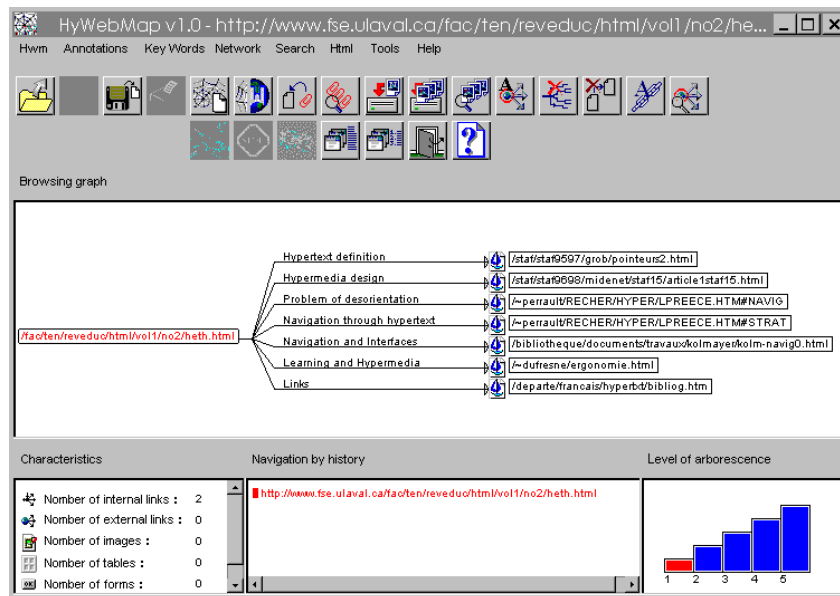 HyWebMap v1.0 - http://www.fse.ulaval.ca/fac/ten/reveduc/html/vol1/no2/he...
Hwm Annotations Key Words Network Search Html Tools Help
Browsing graph
Hypertext definition /staf/staf9597/grob/pointeurs2.html
Hypermedia design /staf/staf9698/midenet/staf15/article1staf15.html
Problem of desorientation /~perrault/RECHER/HYPER/LPREECE.HTM#NAVIG
/fac/ten/reveduc/html/vol1/no2/heth.html
Navigation through hypertext /~perrault/RECHER/HYPER/LPREECE.HTM#STRAT
Navigation and Interfaces /bibliotheque/documents/travaux/kolmayer/kolm-navig0.html
Learning and Hypermedia /~dufresne/ergonomie.html
Links /departe/francais/hypertxt/bibliog.htm
Characteristics Navigation by history Level of arborescence
Nomber of internal links : 2
Nomber of external links : 0
Nomber of images : 0
Nomber of tables : 0
Nomber of forms : 0
http://www.fse.ulaval.ca/fac/ten/reveduc/html/vol1/no2/heth.html
1 2 3 4 5